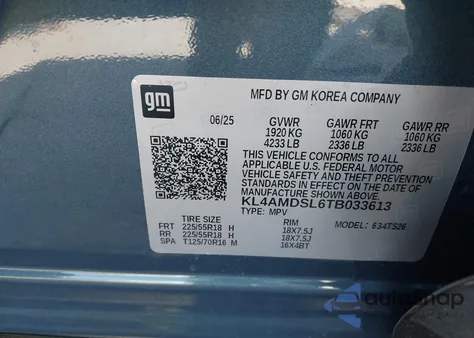 gm
MFD BY GM KOREA COMPANY
06/25 GVWR GAWR FRT GAWR RR
1920 KG 1060 KG 1060 KG
4233 LB 2336 LB 2336 LB
THIS VEHICLE CONFORMS TO ALL
APPLICABLE U.S. FEDERAL MOTOR
VEHICLE SAFETY AND THEFT
PREVENTION STANDARDS IN EFFECT
ON THE DATE OF MANUFACTURE
SHOWN ABOVE.
KL4AMDSL6TB033613
TYPE: MPV MODEL: 634TS26
TIRE SIZE RIM
FRT 225/55R18 H 18X7.5J
RR 225/55R18 H 18X7.5J
SPA T125/70R16 M 16X4BT
autosnap